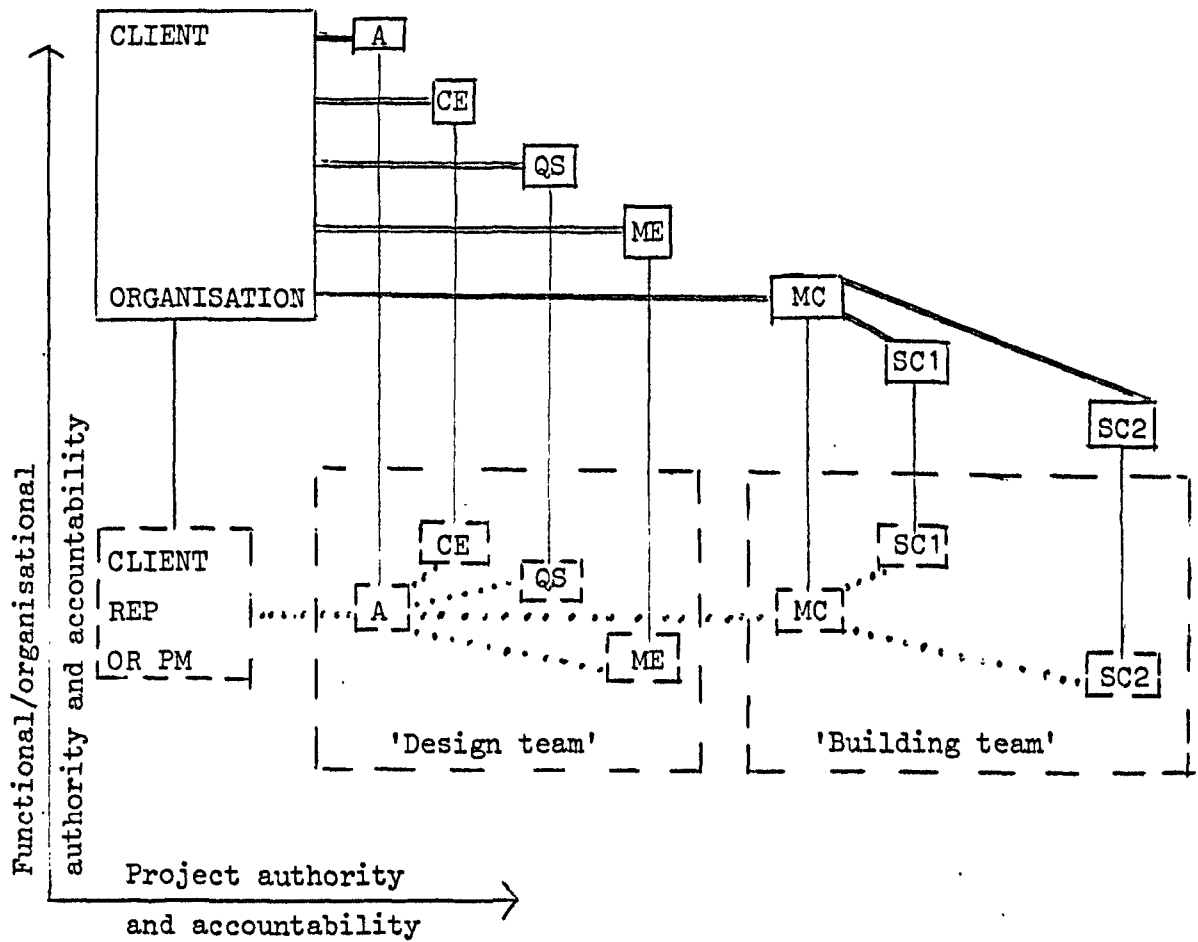 CLIENT
A
CE
QS
ME
ORGANISATION
MC
SC1
SC2
Functional/organisational
authority and accountability
CLIENT
REP
OR PM
A
CE
QS
ME
'Design team'
MC
SC1
SC2
'Building team'
Project authority
and accountability